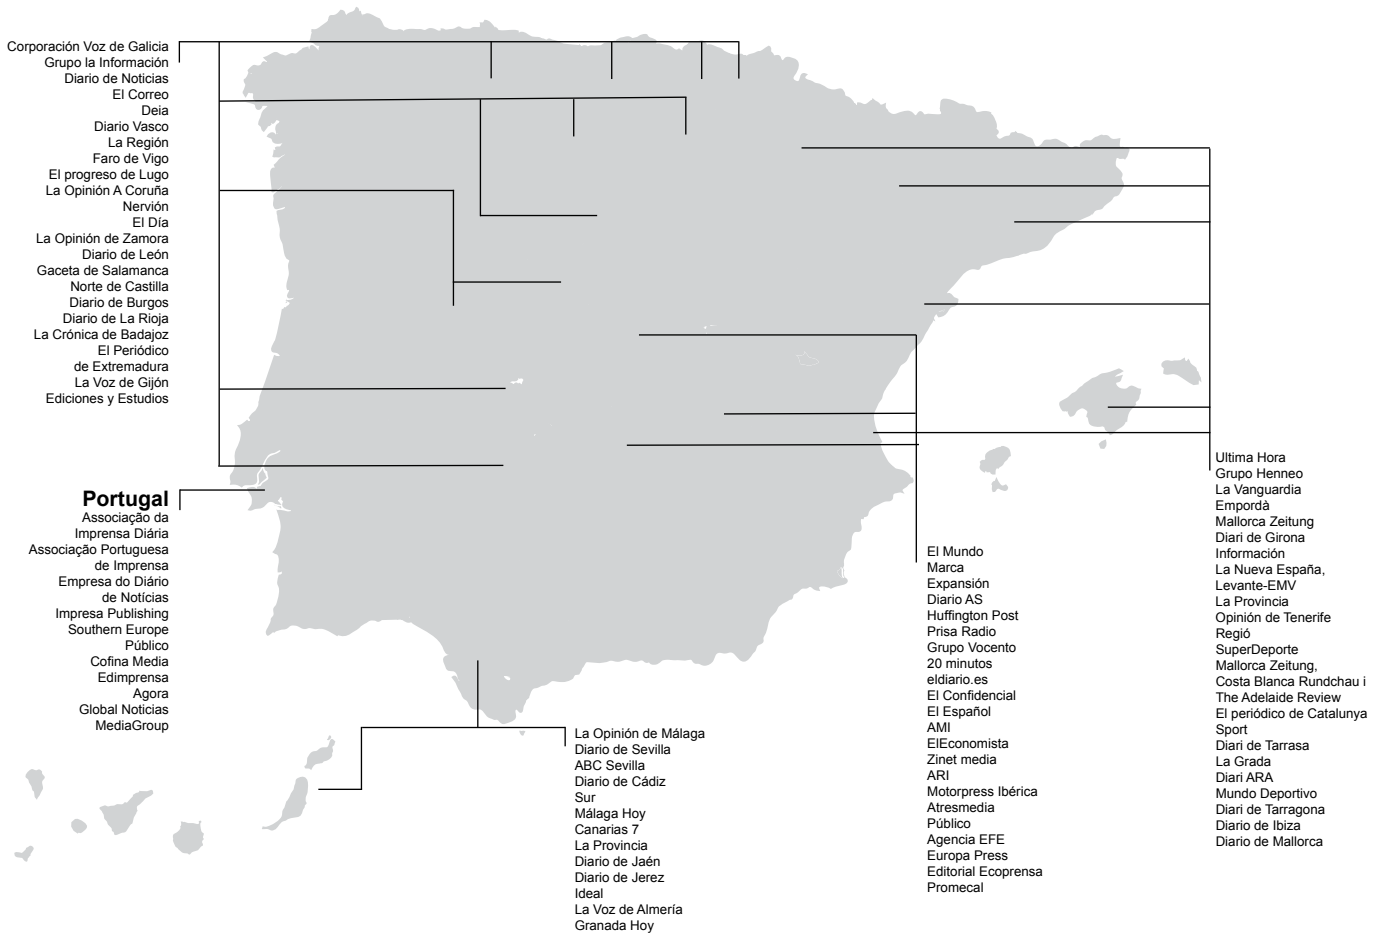 Corporación Voz de Galicia
Grupo la Información
Diario de Noticias
El Correo
Deia
Diario Vasco
La Región
Faro de Vigo
El progreso de Lugo
La Opinión A Coruña
Nervión
El Día
La Opinión de Zamora
Diario de León
Gaceta de Salamanca
Norte de Castilla
Diario de Burgos
Diario de La Rioja
La Crónica de Badajoz
El Periódico
de Extremadura
La Voz de Gijón
Ediciones y Estudios
Portugal
Associação da
Imprensa Diária
Associação Portuguesa
de Imprensa
Empresa do Diário
de Notícias
Impresa Publishing
Southern Europe
Público
Cofina Media
Edimprensa
Agora
Global Noticias
MediaGroup
La Opinión de Málaga
Diario de Sevilla
ABC Sevilla
Diario de Cádiz
Sur
Málaga Hoy
Canarias 7
La Provincia
Diario de Jaén
Diario de Jerez
Ideal
La Voz de Almería
Granada Hoy
El Mundo
Marca
Expansión
Diario AS
Huffington Post
Prisa Radio
Grupo Vocento
20 minutos
eldiario.es
El Confidencial
El Español
AMI
ElEconomista
Zinet media
ARI
Motorpress Ibérica
Atresmedia
Público
Agencia EFE
Europa Press
Editorial Ecoprensa
Promecal
Ultima Hora
Grupo Henneo
La Vanguardia
Empordà
Mallorca Zeitung
Diari de Girona
Información
La Nueva España,
Levante-EMV
La Provincia
Opinión de Tenerife
Regió
SuperDeporte
Mallorca Zeitung,
Costa Blanca Rundchau i
The Adelaide Review
El periódico de Catalunya
Sport
Diari de Tarrasa
La Grada
Diari ARA
Mundo Deportivo
Diari de Tarragona
Diario de Ibiza
Diario de Mallorca